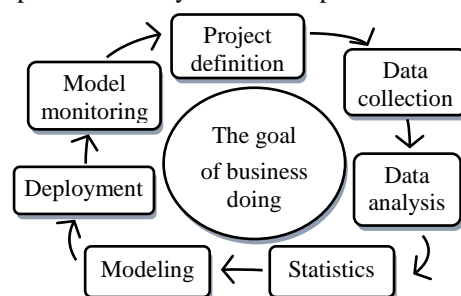 Project
definition
Data
collection
Data
analysis
Statistics
Modeling
Deployment
Model
monitoring
The goal
of business
doing